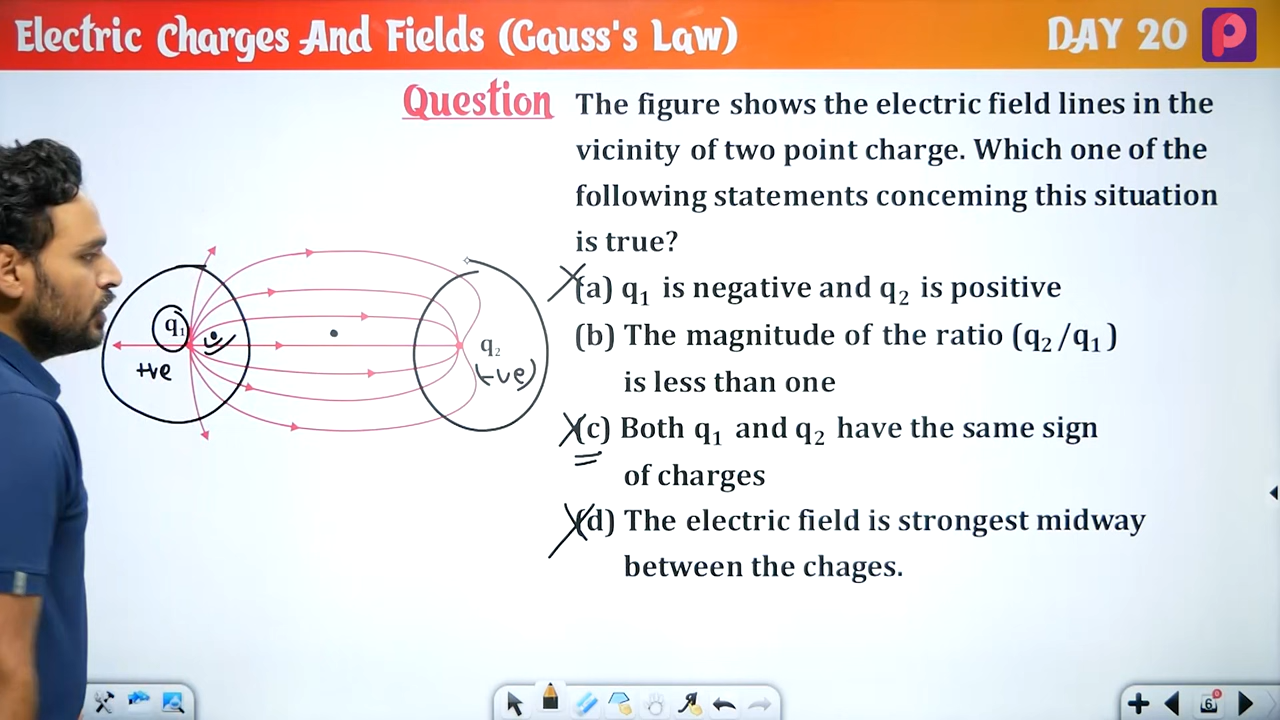 Electric Charges And Fields (Gauss's Law)
DAY 20
Question
The figure shows the electric field lines in the
vicinity of two point charge. Which one of the
following statements conceming this situation
is true?
(a) q₁ is negative and q₂ is positive
(b) The magnitude of the ratio (q₂/q₁)
is less than one
(c) Both q₁ and q₂ have the same sign
of charges
(d) The electric field is strongest midway
between the chages.
q₁
+ve
q₂
(-ve)
6